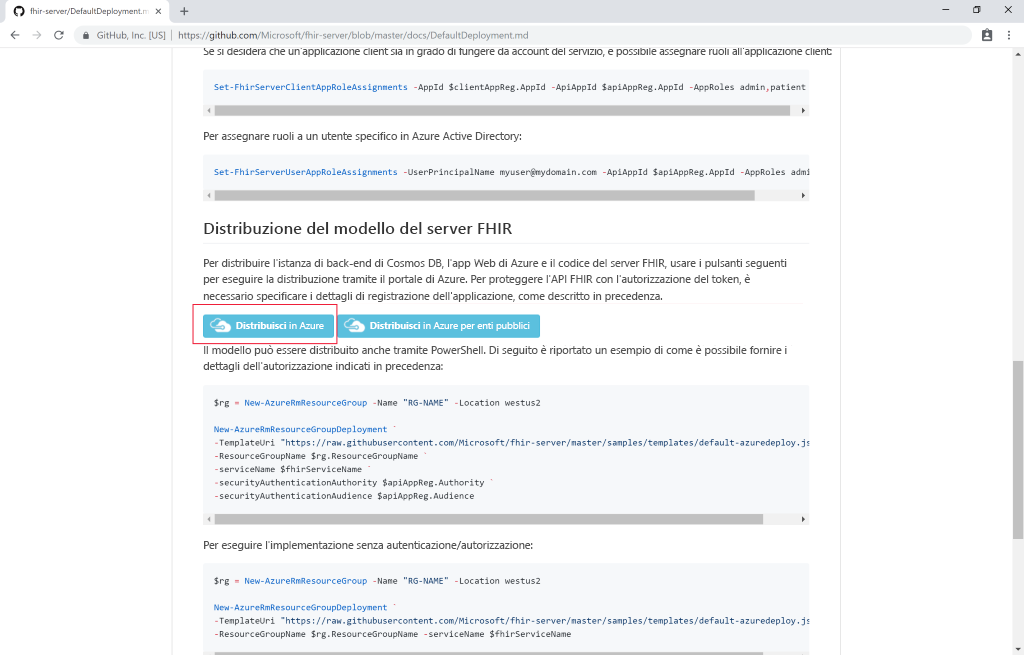 fhir-server/DefaultDeployment.m
GitHub, Inc. [US] | https://github.com/Microsoft/fhir-server/blob/master/docs/DefaultDeployment.md
Se si desidera che un'applicazione client sia in grado di fungere da account del servizio, è possibile assegnare ruoli all'applicazione client:
Set-FhirServerClientAppRoleAssignments -AppId $clientAppReg.AppId -ApiAppId $apiAppReg.AppId -AppRoles admin,patient
Per assegnare ruoli a un utente specifico in Azure Active Directory:
Set-FhirServerUserAppRoleAssignments -UserPrincipalName myuser@mydomain.com -ApiAppId $apiAppReg.AppId -AppRoles admi
Distribuzione del modello del server FHIR
Per distribuire l'istanza di back-end di Cosmos DB, l'app Web di Azure e il codice del server FHIR, usare i pulsanti seguenti
per eseguire la distribuzione tramite il portale di Azure. Per proteggere l'API FHIR con l'autorizzazione del token, è
necessario specificare i dettagli di registrazione dell'applicazione, come descritto in precedenza.
Distribuisci in Azure Distribuisci in Azure per enti pubblici
Il modello può essere distribuito anche tramite PowerShell. Di seguito è riportato un esempio di come è possibile fornire i
dettagli dell'autorizzazione indicati in precedenza:
$rg = New-AzureRmResourceGroup -Name "RG-NAME" -Location westus2
New-AzureRmResourceGroupDeployment `
-TemplateUri "https://raw.githubusercontent.com/Microsoft/fhir-server/master/samples/templates/default-azuredeploy.js
-ResourceGroupName $rg.ResourceGroupName `
-serviceName $fhirServiceName `
-securityAuthenticationAuthority $apiAppReg.Authority `
-securityAuthenticationAudience $apiAppReg.Audience
Per eseguire l'implementazione senza autenticazione/autorizzazione:
$rg = New-AzureRmResourceGroup -Name "RG-NAME" -Location westus2
New-AzureRmResourceGroupDeployment `
-TemplateUri "https://raw.githubusercontent.com/Microsoft/fhir-server/master/samples/templates/default-azuredeploy.js
-ResourceGroupName $rg.ResourceGroupName -serviceName $fhirServiceName